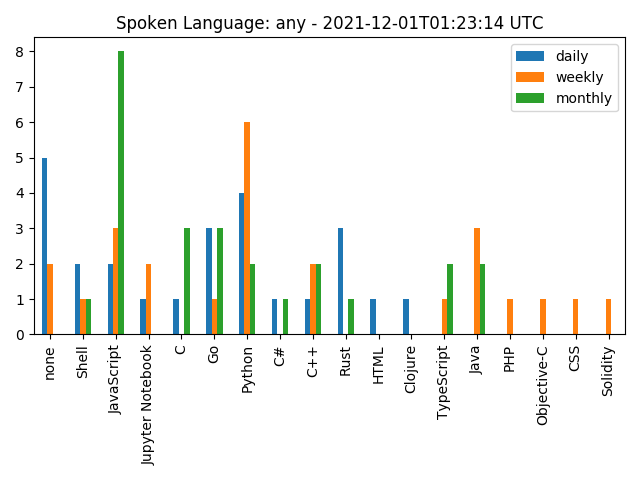 Spoken Language: any - 2021-12-01T01:23:14 UTC
daily
weekly
monthly
8
7
6
5
4
3
2
1
0
none
Shell
JavaScript
Jupyter Notebook
C
Go
Python
C#
C++
Rust
HTML
Clojure
TypeScript
Java
PHP
Objective-C
CSS
Solidity